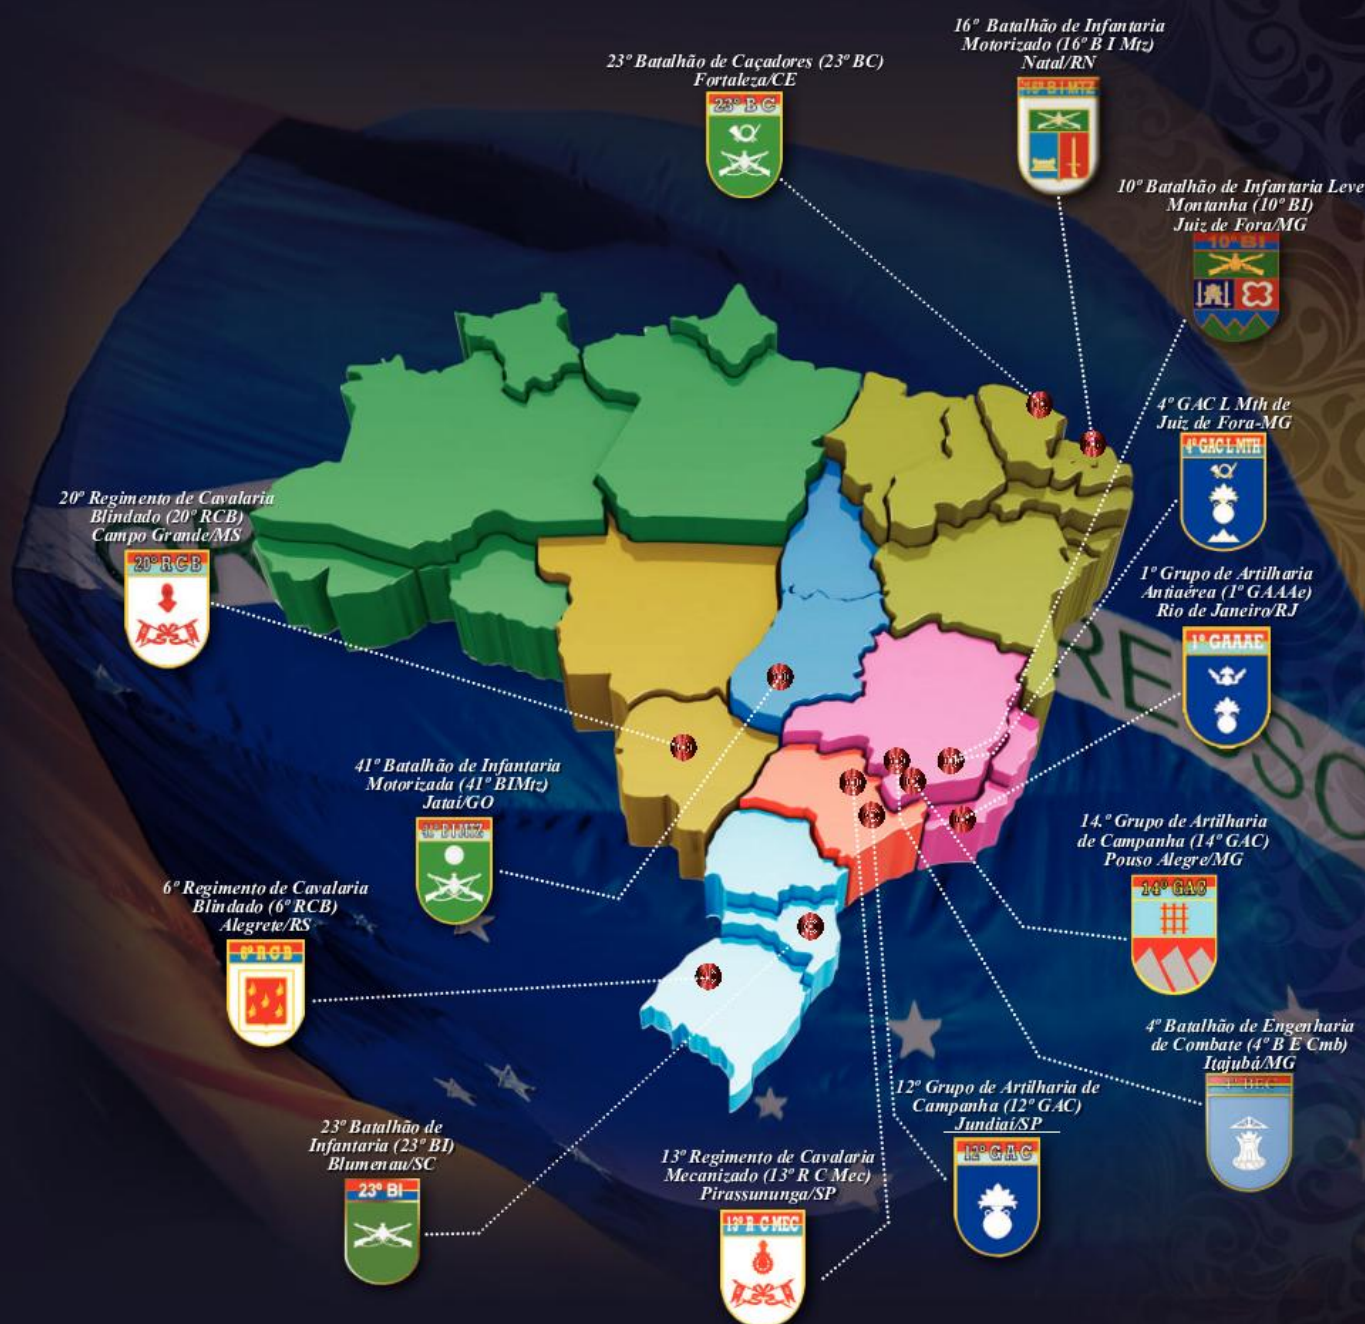 16º Batalhão de Infantaria
Motorizado (16º B I Mtz)
Natal/RN
23º Batalhão de Caçadores (23º BC)
Fortaleza/CE
23º B C
10º Batalhão de Infantaria Leve
Montanha (10º BI)
Juiz de Fora/MG
10º BI
4º GAC L Mth de
Juiz de Fora-MG
4º GAC L MTH
20º Regimento de Cavalaria
Blindado (20º RCB)
Campo Grande/MS
20º R C B
1º Grupo de Artilharia
Antiaérea (1º GAAAe)
Rio de Janeiro/RJ
1º GAAAE
RESSO
41º Batalhão de Infantaria
Motorizada (41º BIMtz)
Jataí/GO
41º B I MTZ
14.º Grupo de Artilharia
de Campanha (14º GAC)
Pouso Alegre/MG
14º GAC
6º Regimento de Cavalaria
Blindado (6º RCB)
Alegrete/RS
6º R C B
4º Batalhão de Engenharia
de Combate (4º B E Cmb)
Itajubá/MG
4º BEC
12º Grupo de Artilharia de
Campanha (12º GAC)
Jundiaí/SP
12º G A C
23º Batalhão de
Infantaria (23º BI)
Blumenau/SC
23º BI
13º Regimento de Cavalaria
Mecanizado (13º R C Mec)
Pirassununga/SP
13º R C MEC